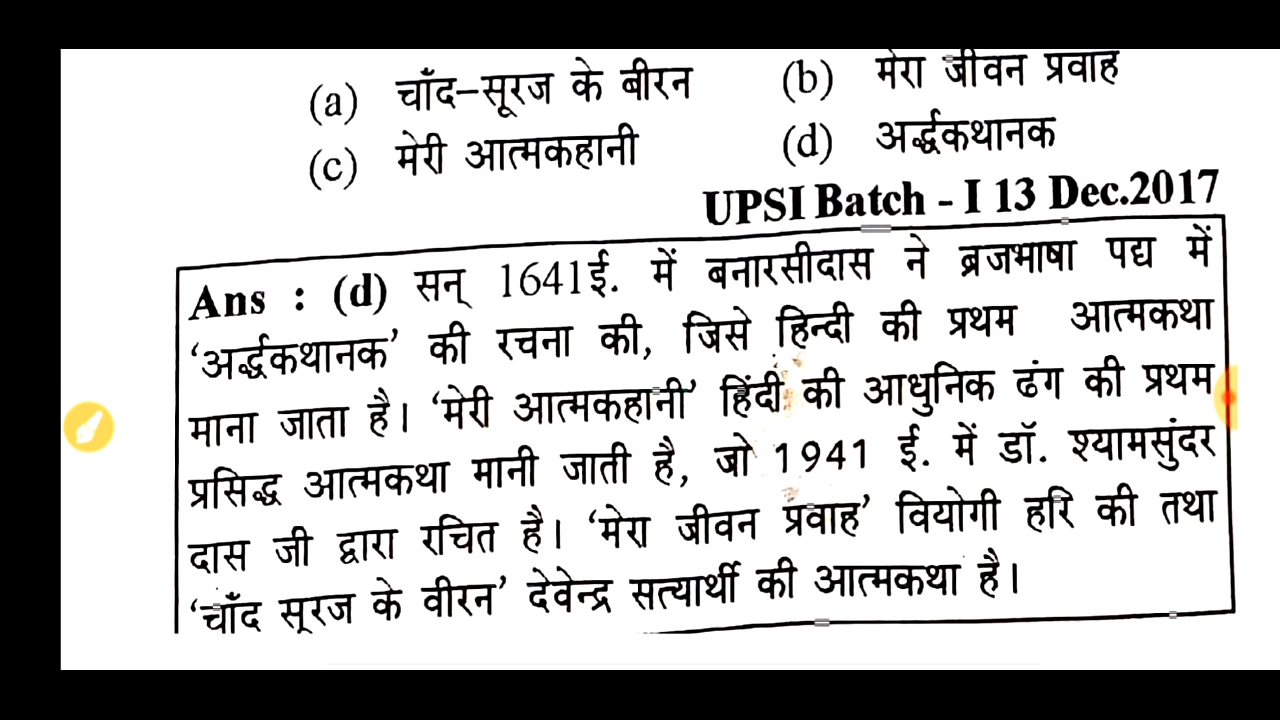 (a) चाँद-सूरज के बीरन (b) मेरा जीवन प्रवाह
(c) मेरी आत्मकहानी (d) अर्द्धकथानक
UPSI Batch - I 13 Dec.2017
Ans : (d) सन् 1641ई. में बनारसीदास ने ब्रजभाषा पद्य में
‘अर्द्धकथानक’ की रचना की, जिसे हिन्दी की प्रथम आत्मकथा
माना जाता है। ‘मेरी आत्मकहानी’ हिंदी की आधुनिक ढंग की प्रथम
प्रसिद्ध आत्मकथा मानी जाती है, जो 1941 ई. में डॉ. श्यामसुंदर
दास जी द्वारा रचित है। ‘मेरा जीवन प्रवाह’ वियोगी हरि की तथा
‘चाँद सूरज के वीरन’ देवेन्द्र सत्यार्थी की आत्मकथा है।